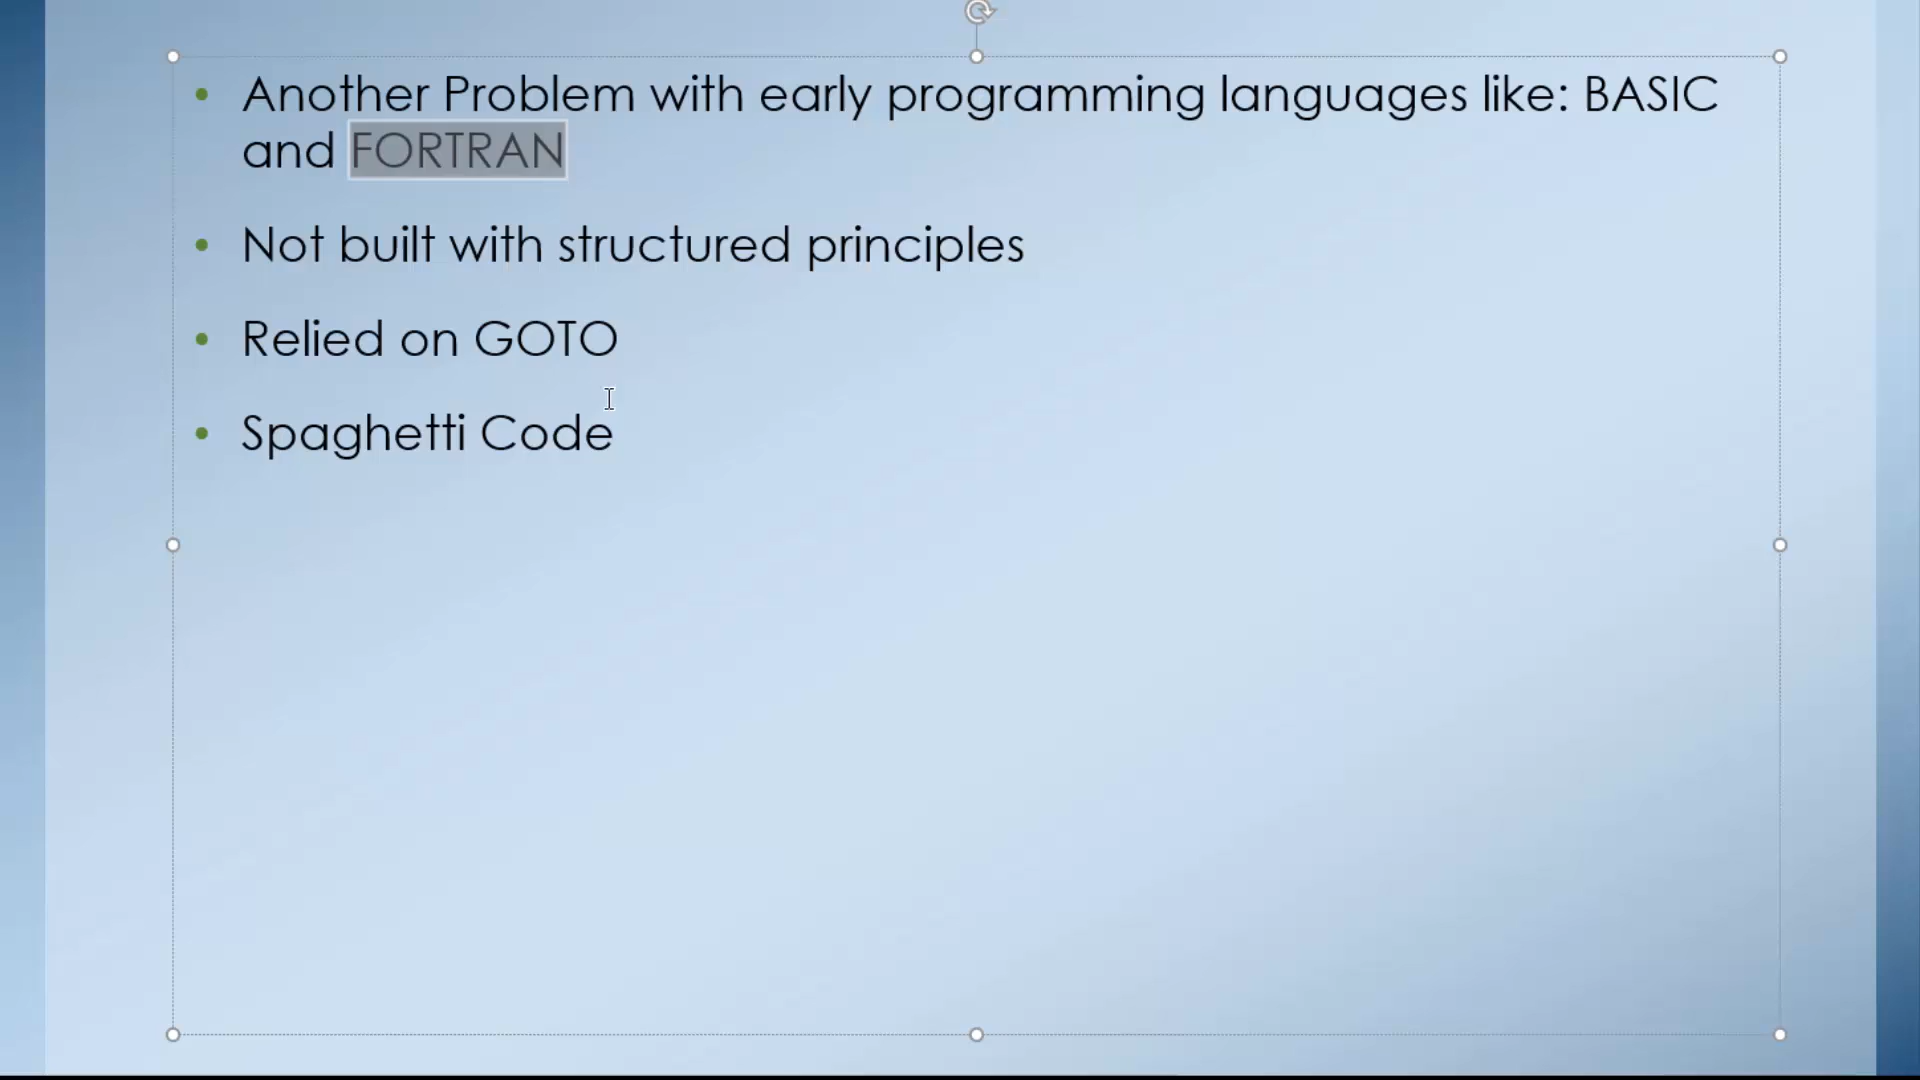 • Another Problem with early programming languages like: BASIC
and FORTRAN
• Not built with structured principles
• Relied on GOTO
• Spaghetti Code